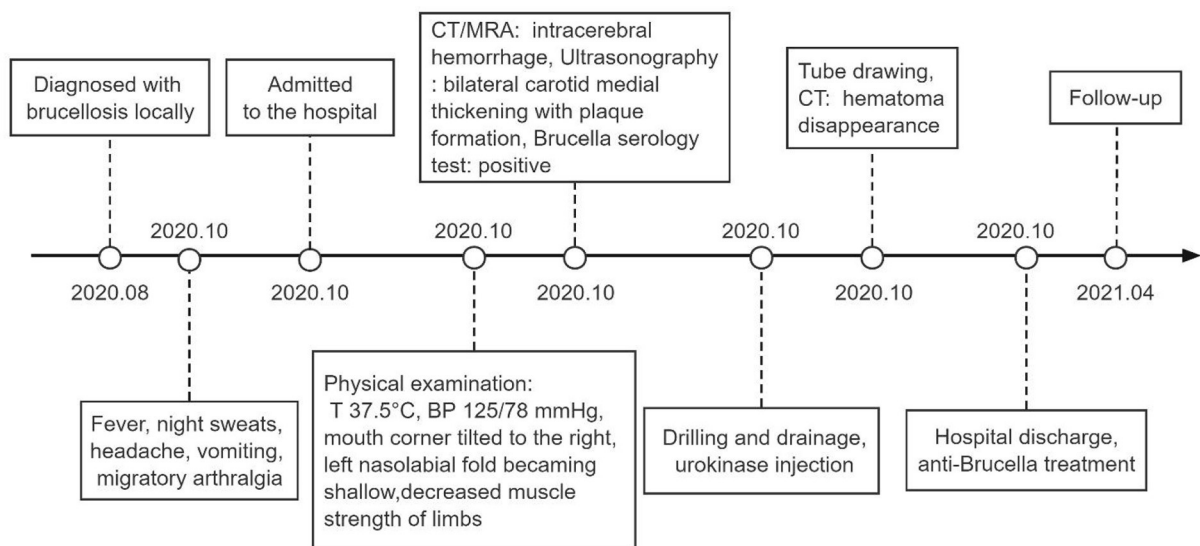 Diagnosed with
brucellosis locally
2020.08
2020.10
Fever, night sweats,
headache, vomiting,
migratory arthralgia
Admitted
to the hospital
2020.10
2020.10
Physical examination:
T 37.5°C, BP 125/78 mmHg,
mouth corner tilted to the right,
left nasolabial fold becaming
shallow,decreased muscle
strength of limbs
CT/MRA: intracerebral
hemorrhage, Ultrasonography
: bilateral carotid medial
thickening with plaque
formation, Brucella serology
test: positive
2020.10
2020.10
Drilling and drainage,
urokinase injection
Tube drawing,
CT: hematoma
disappearance
2020.10
2020.10
Hospital discharge,
anti-Brucella treatment
Follow-up
2021.04